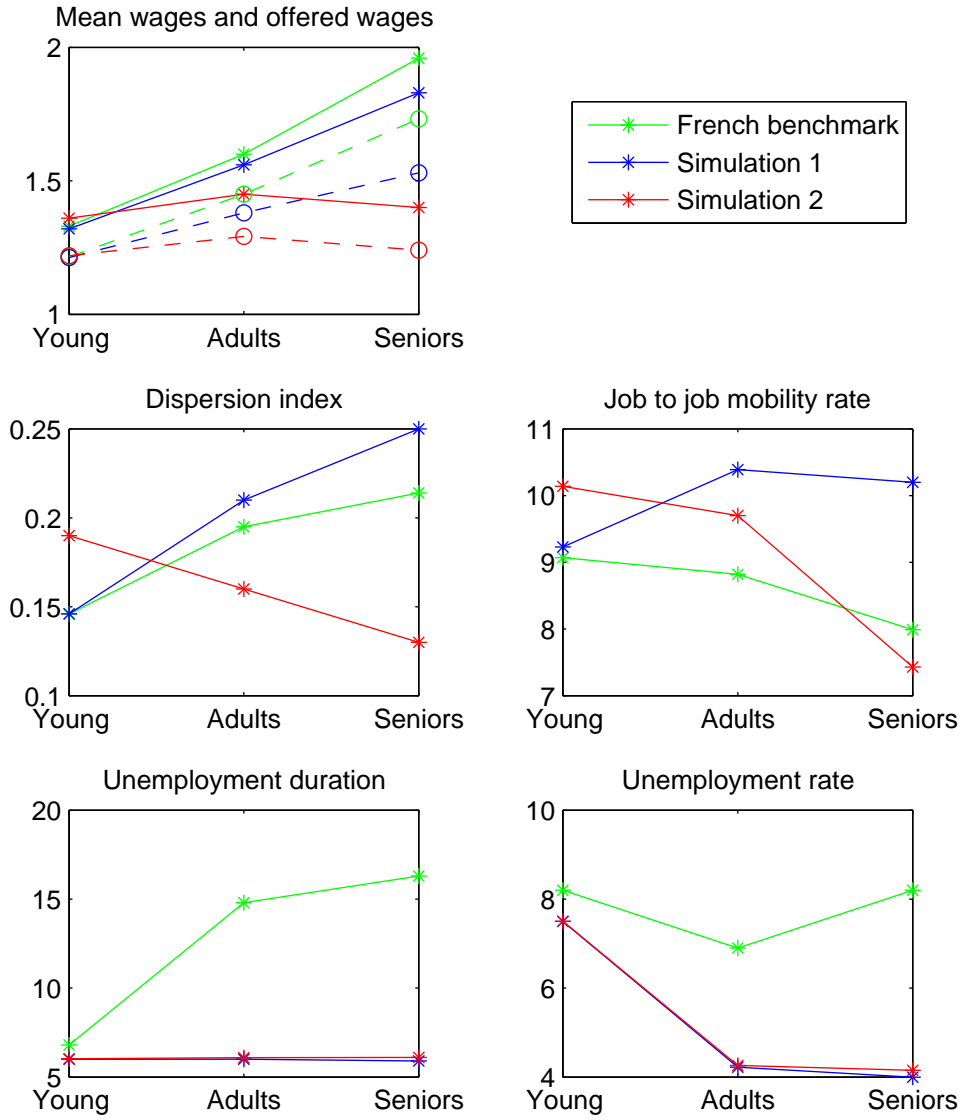 Mean wages and offered wages
2
1.5
1
Young Adults Seniors
French benchmark
Simulation 1
Simulation 2
Dispersion index
0.25
0.2
0.15
0.1
Young Adults Seniors
Job to job mobility rate
11
10
9
8
7
Young Adults Seniors
Unemployment duration
20
15
10
5
Young Adults Seniors
Unemployment rate
10
8
6
4
Young Adults Seniors